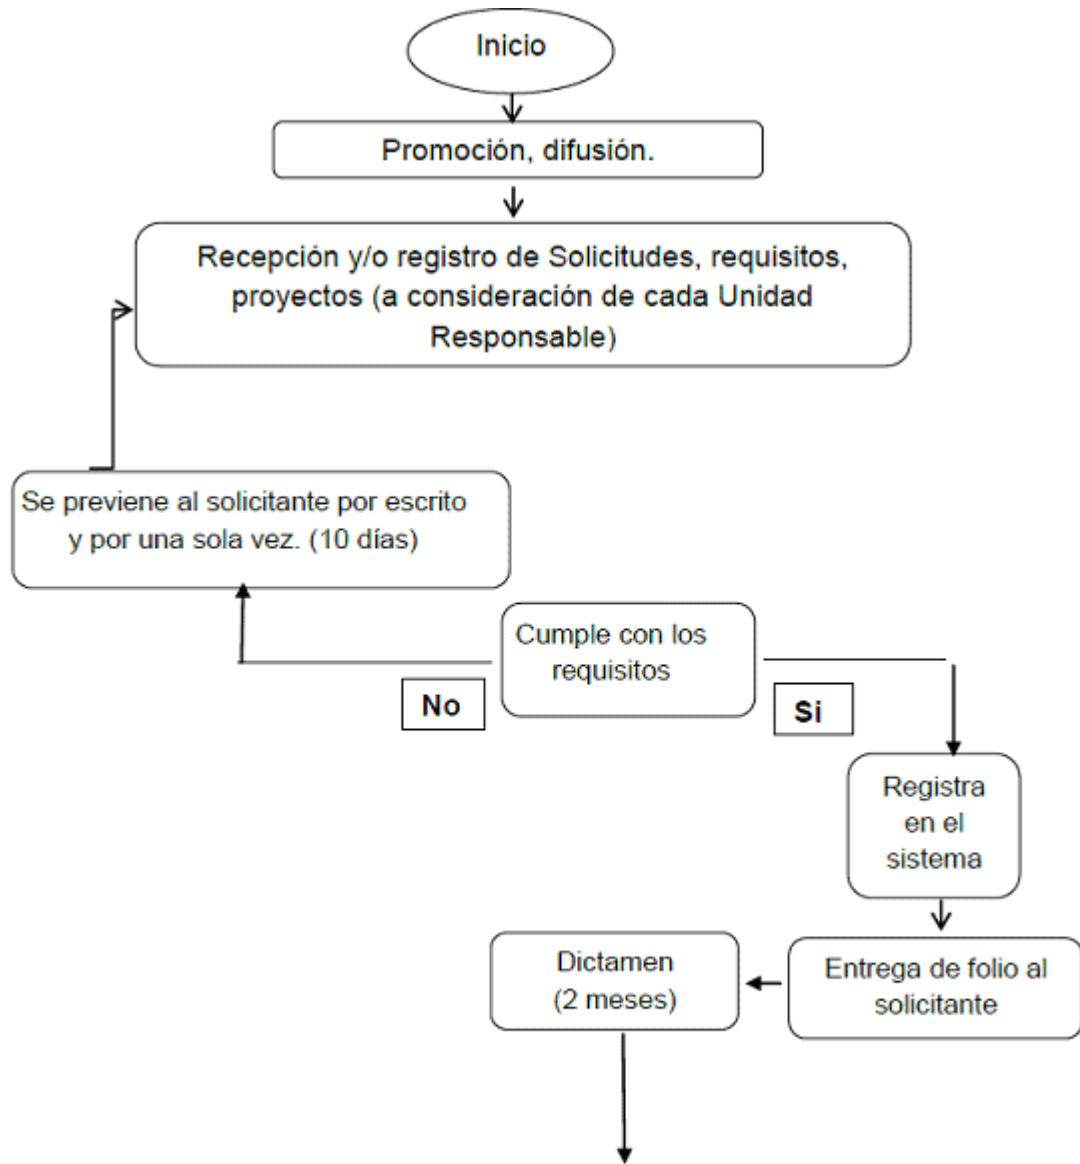 Inicio
Promoción, difusión.
Recepción y/o registro de Solicitudes, requisitos,
proyectos (a consideración de cada Unidad
Responsable)
Se previene al solicitante por escrito
y por una sola vez. (10 días)
Cumple con los
requisitos
No
Si
Registra
en el
sistema
Dictamen
(2 meses)
Entrega de folio al
solicitante